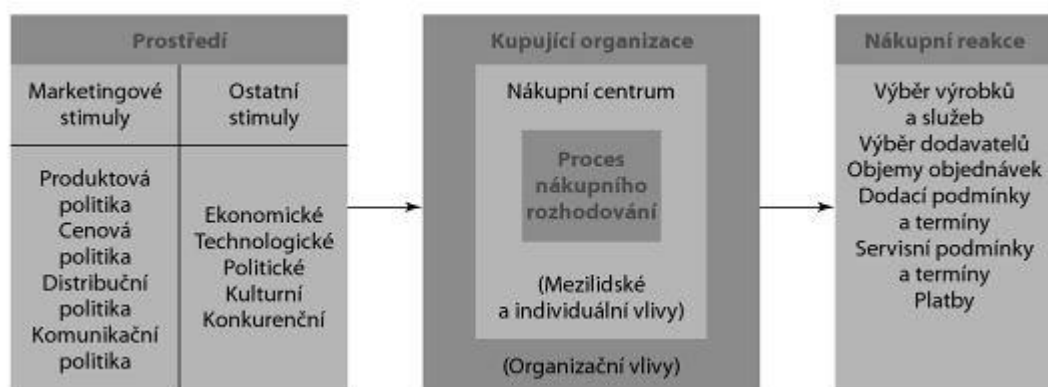 Prostředí
Marketingové
stimuly
Ostatní
stimuly
Produktová
politika
Cenová
politika
Distribuční
politika
Komunikační
politika
Ekonomické
Technologické
Politické
Kulturní
Konkurenční
Kupující organizace
Nákupní centrum
Proces
nákupního
rozhodování
(Mezilidské
a individuální vlivy)
(Organizační vlivy)
Nákupní reakce
Výběr výrobků
a služeb
Výběr dodavatelů
Objemy objednávek
Dodací podmínky
a termíny
Servisní podmínky
a termíny
Platby